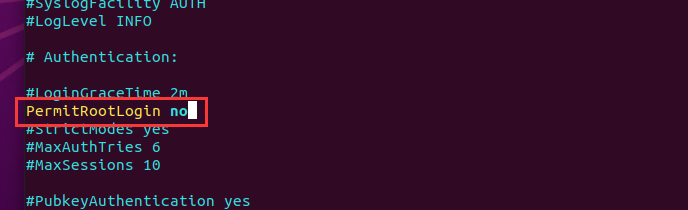 #SyslogFacility AUTH
#LogLevel INFO
# Authentication:
#LoginGraceTime 2m
PermitRootLogin no
#StrictModes yes
#MaxAuthTries 6
#MaxSessions 10
#PubkeyAuthentication yes